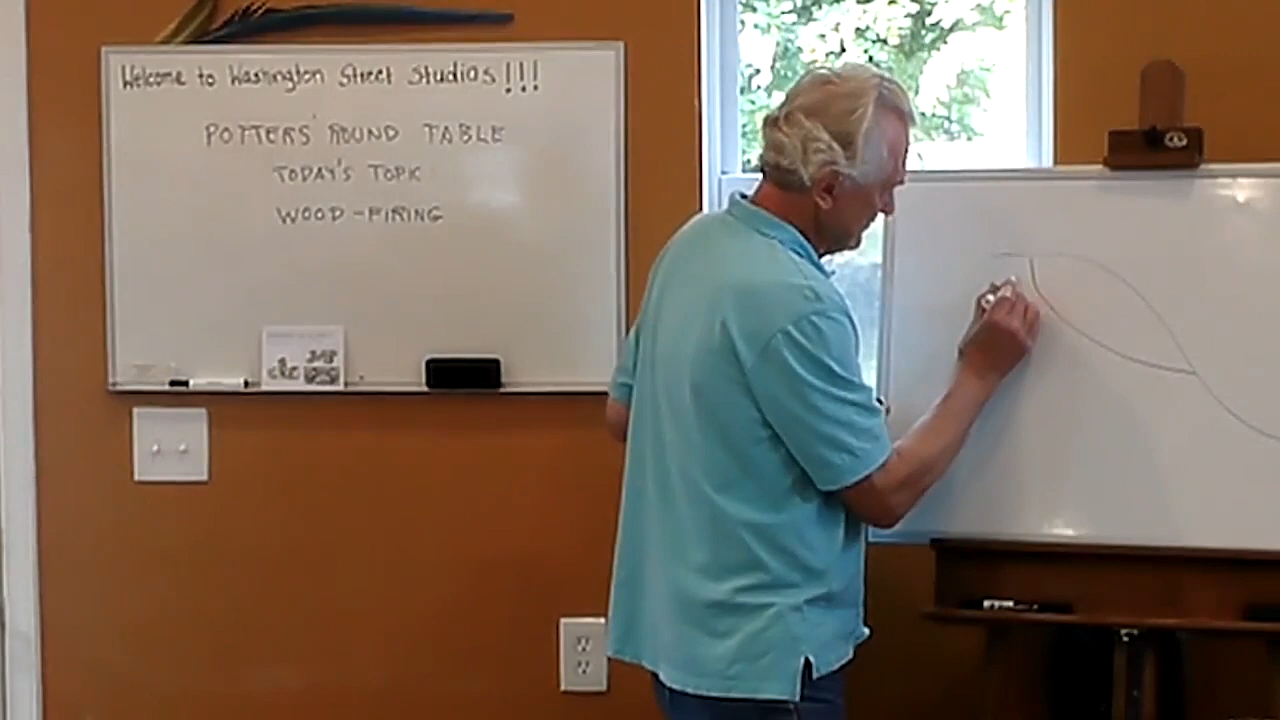 Welcome to Washington Street Studios!!!
POTTERS' ROUND TABLE
TODAY'S TOPIC
WOOD-FIRING